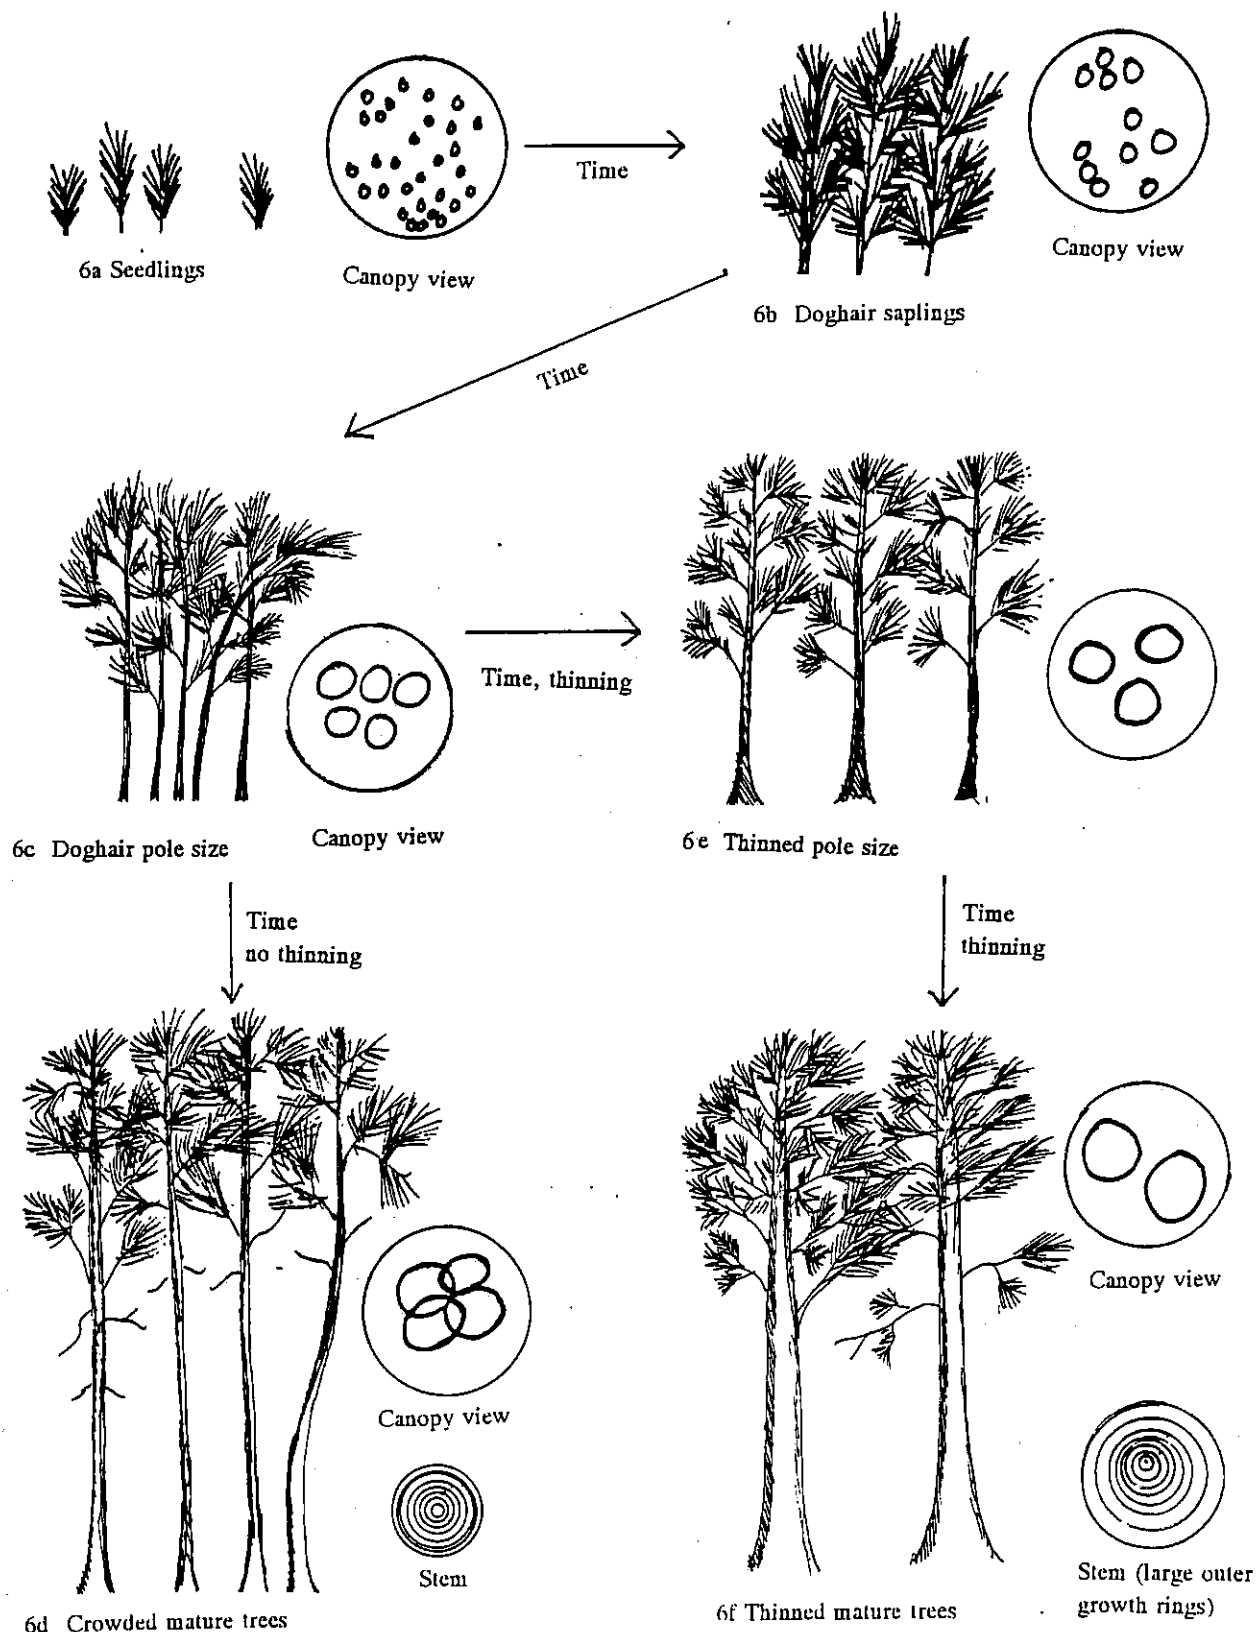 Time
6a Seedlings
Canopy view
Canopy view
6b Doghair saplings
Time
Time, thinning
6c Doghair pole size
Canopy view
6e Thinned pole size
Time
no thinning
Time
thinning
Canopy view
Canopy view
Stem
Stem (large outer
growth rings)
6d Crowded mature trees
6f Thinned mature trees